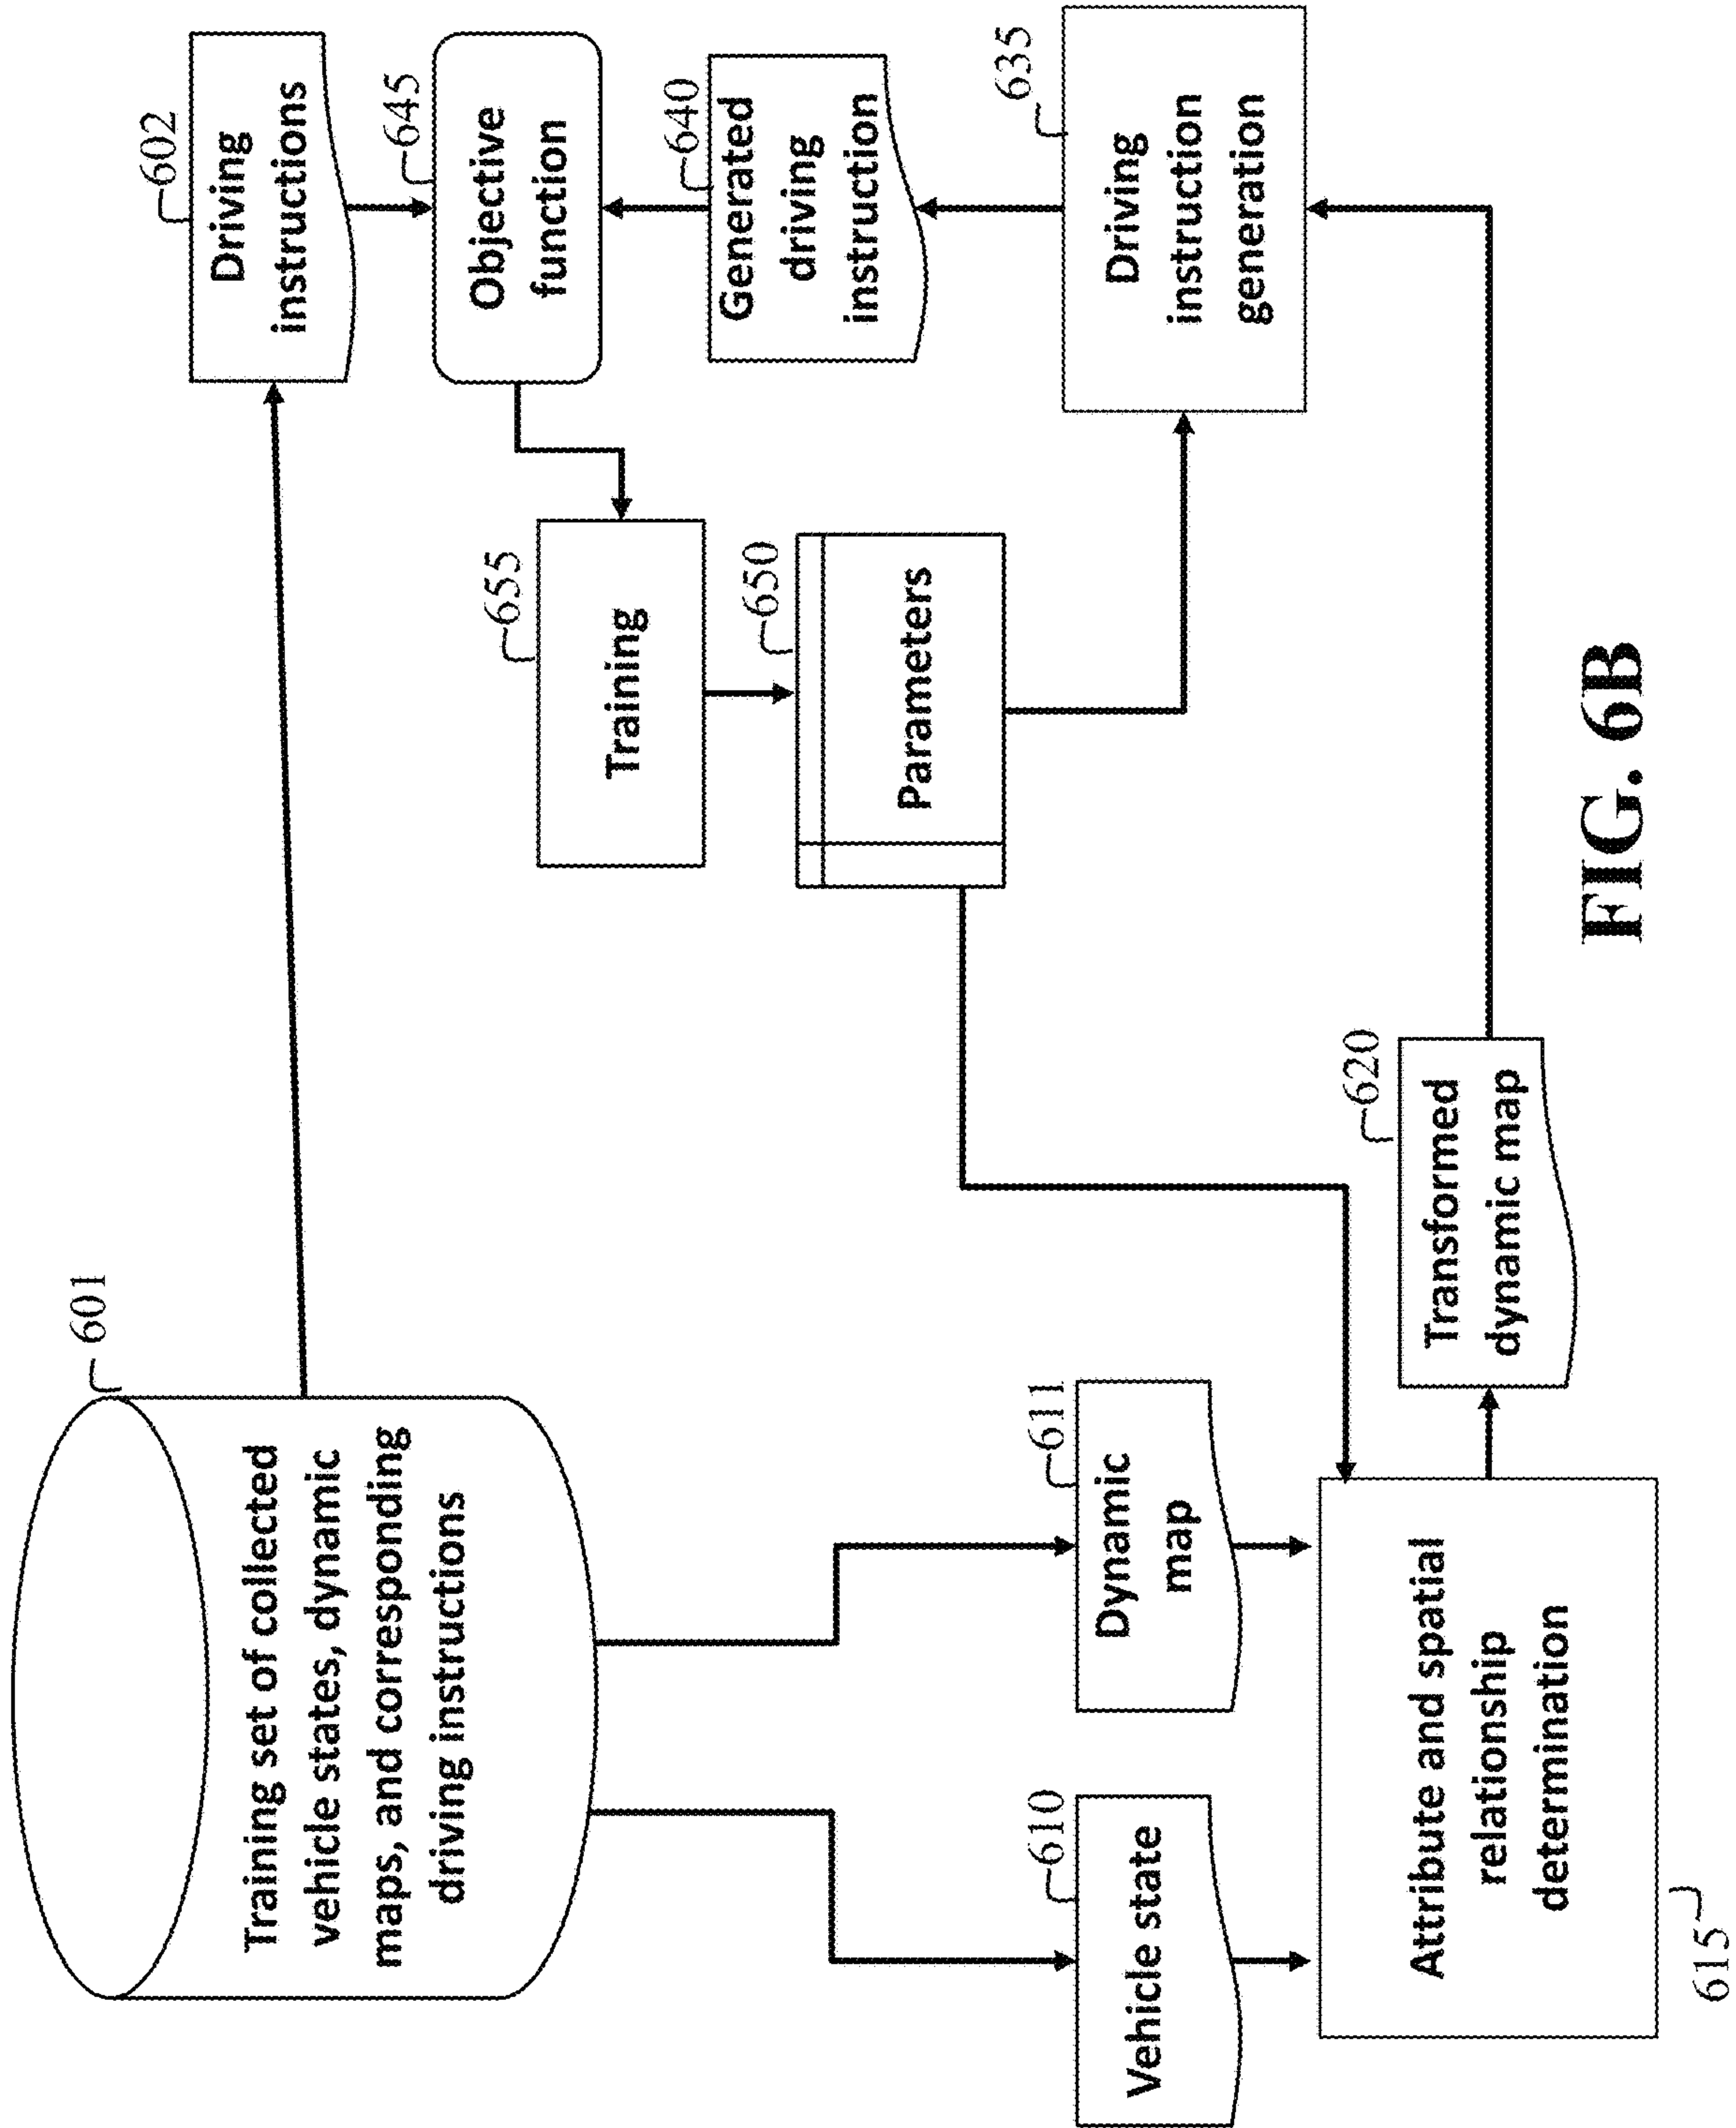 601
Training set of collected
vehicle states, dynamic
maps, and corresponding
driving instructions
602
Driving
instructions
645
Objective
function
655
Training
640
Generated
driving
instruction
650
Parameters
635
Driving
instruction
generation
610
Vehicle state
611
Dynamic
map
615
Attribute and spatial
relationship
determination
620
Transformed
dynamic map
FIG. 6B